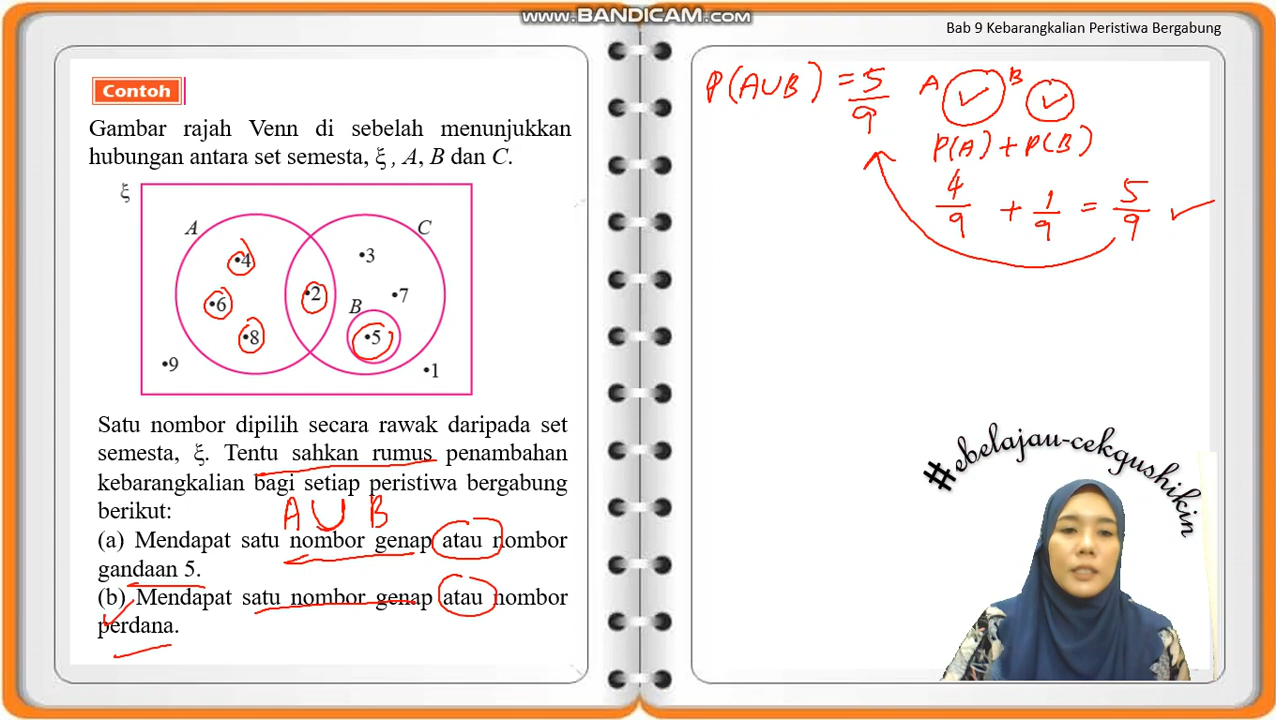 www.BANDICAM.com
Bab 9 Kebarangkalian Peristiwa Bergabung
Contoh
Gambar rajah Venn di sebelah menunjukkan
hubungan antara set semesta, ξ , A, B dan C.
ξ
A
C
•4
•3
•6
•2
•7
B
•8
•5
•9
•1
Satu nombor dipilih secara rawak daripada set
semesta, ξ. Tentu sahkan rumus penambahan
kebarangkalian bagi setiap peristiwa bergabung
berikut:
A U B
(a) Mendapat satu nombor genap atau nombor
gandaan 5.
(b) Mendapat satu nombor genap atau nombor
perdana.
P(A∪B) = 5/9
A ✓ B ✓
P(A) + P(B)
4/9 + 1/9 = 5/9 ✓
#ebelajau-cekgushikin